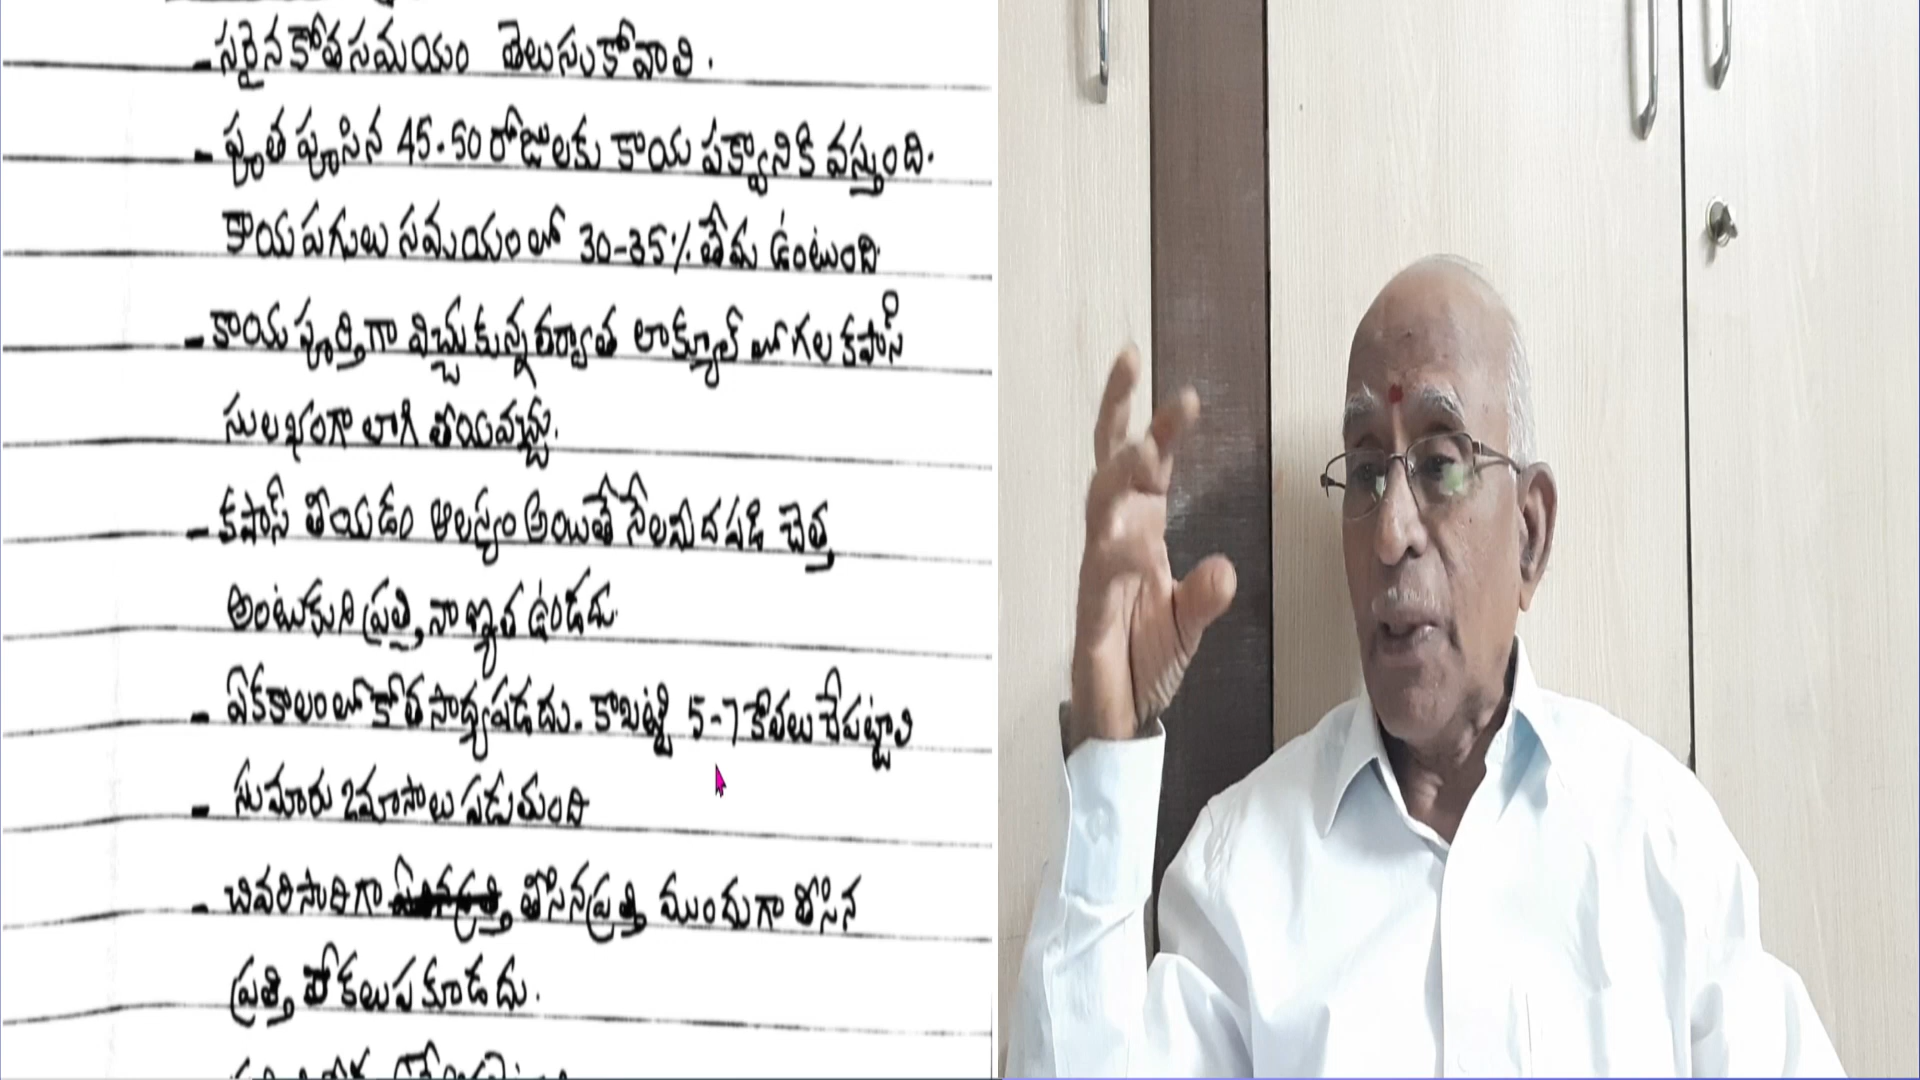 - సరైన కోత సమయం తెలుసుకోవాలి.
- పూత పూసిన 45-50 రోజులకు కాయ పక్వానికి వస్తుంది.
కాయ పగులు సమయంలో 30-35% తేమ ఉంటుంది
- కాయ పూర్తిగా విచ్చుకున్న తర్వాత లాక్యూల్ లో గల కపాస్
సులభంగా లాగి తీయవచ్చు.
- కపాస్ తీయడం ఆలస్యం అయితే నేలమీద పడి చెత్త
అంటుకుని ప్రత్తి నాణ్యత ఉండదు.
- ఏకకాలంలో కోత సాధ్యపడదు. కాబట్టి 5-7 కోతలు చేపట్టాలి
- సుమారు 2 మాసాలు పడుతుంది
- చివరిసారిగా తీసిన ప్రత్తి ముందుగా తీసిన
ప్రత్తి తో కలుపకూడదు.